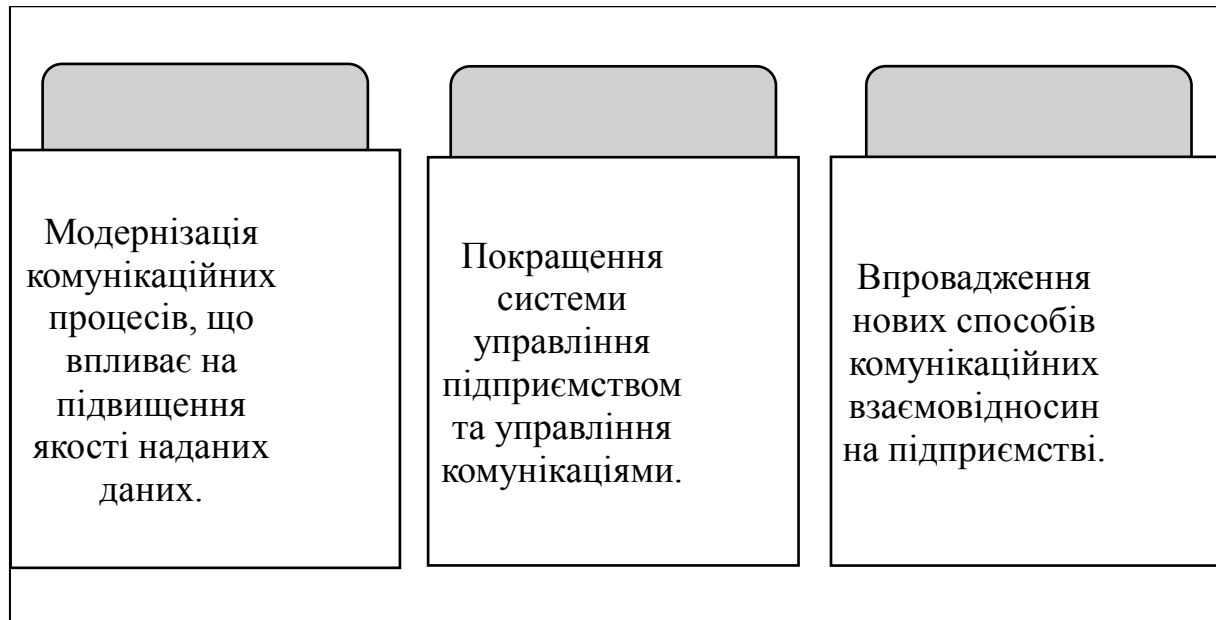 Модернізація
комунікаційних
процесів, що
впливає на
підвищення
якості наданих
даних.
Покращення
системи
управління
підприємством
та управління
комунікаціями.
Впровадження
нових способів
комунікаційних
взаємовідносин
на підприємстві.